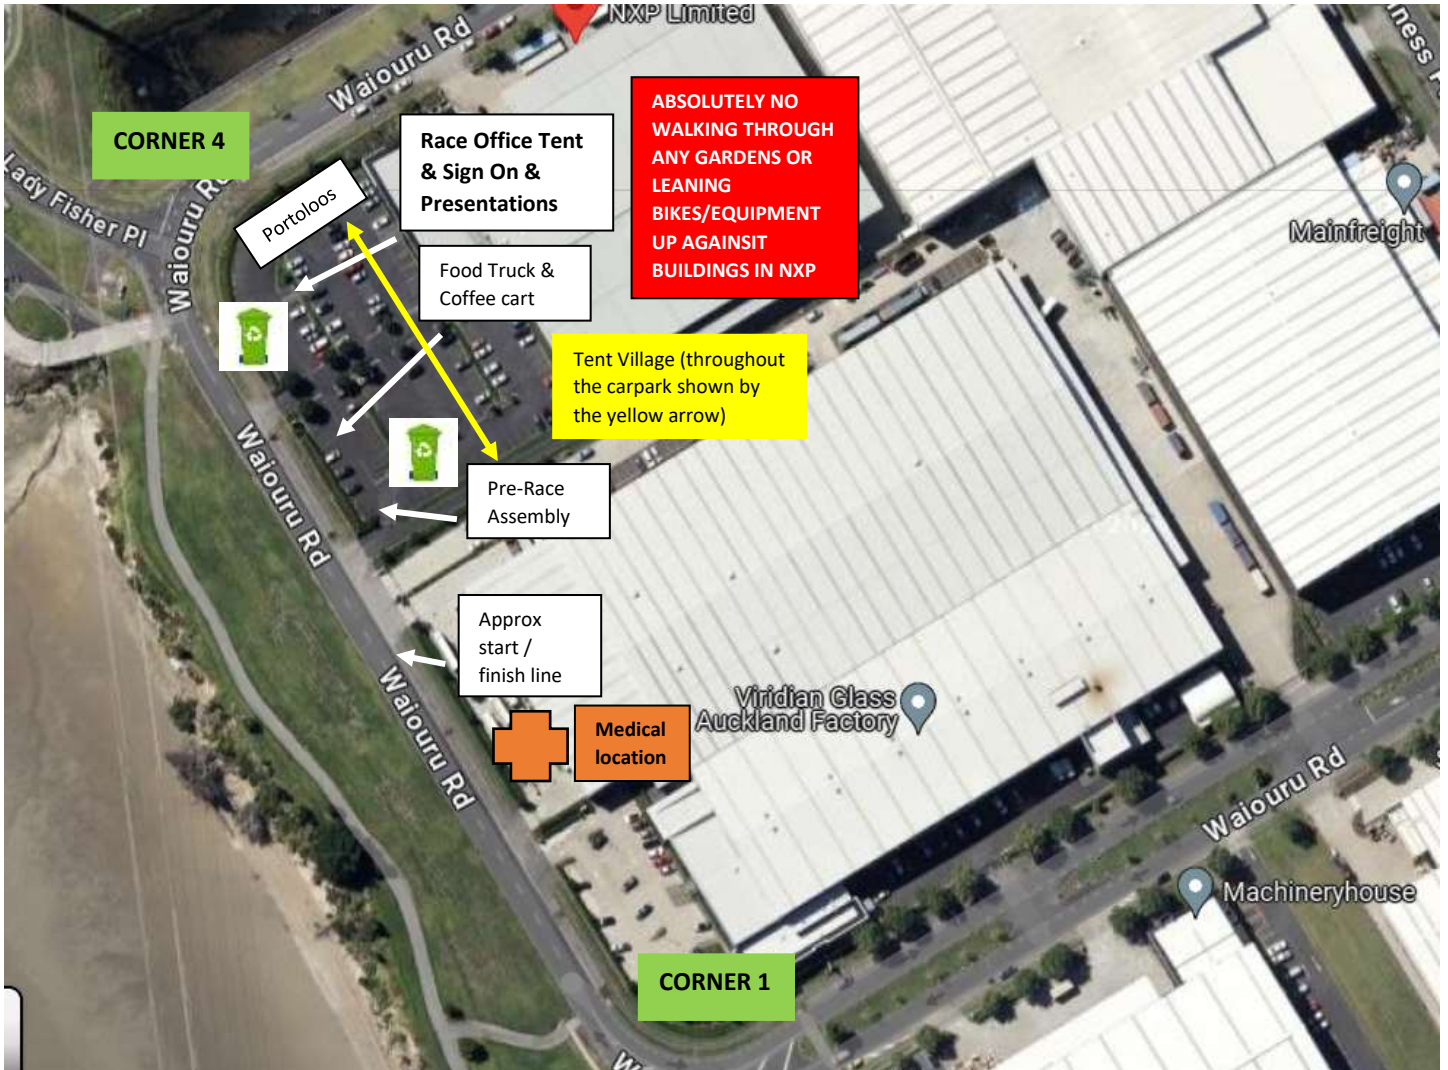 NXP Limited
Waiouru Rd
iness P
CORNER 4
Race Office Tent
& Sign On &
Presentations
ABSOLUTELY NO
WALKING THROUGH
ANY GARDENS OR
LEANING
BIKES/EQUIPMENT
UP AGAINSIT
BUILDINGS IN NXP
Lady Fisher Pl
Waiouru Rd
Portoloos
Mainfreight
Food Truck &
Coffee cart
Tent Village (throughout
the carpark shown by
the yellow arrow)
Waiouru Rd
Pre-Race
Assembly
Approx
start /
finish line
Waiouru Rd
Viridian Glass
Auckland Factory
Medical
location
Waiouru Rd
Machineryhouse
CORNER 1